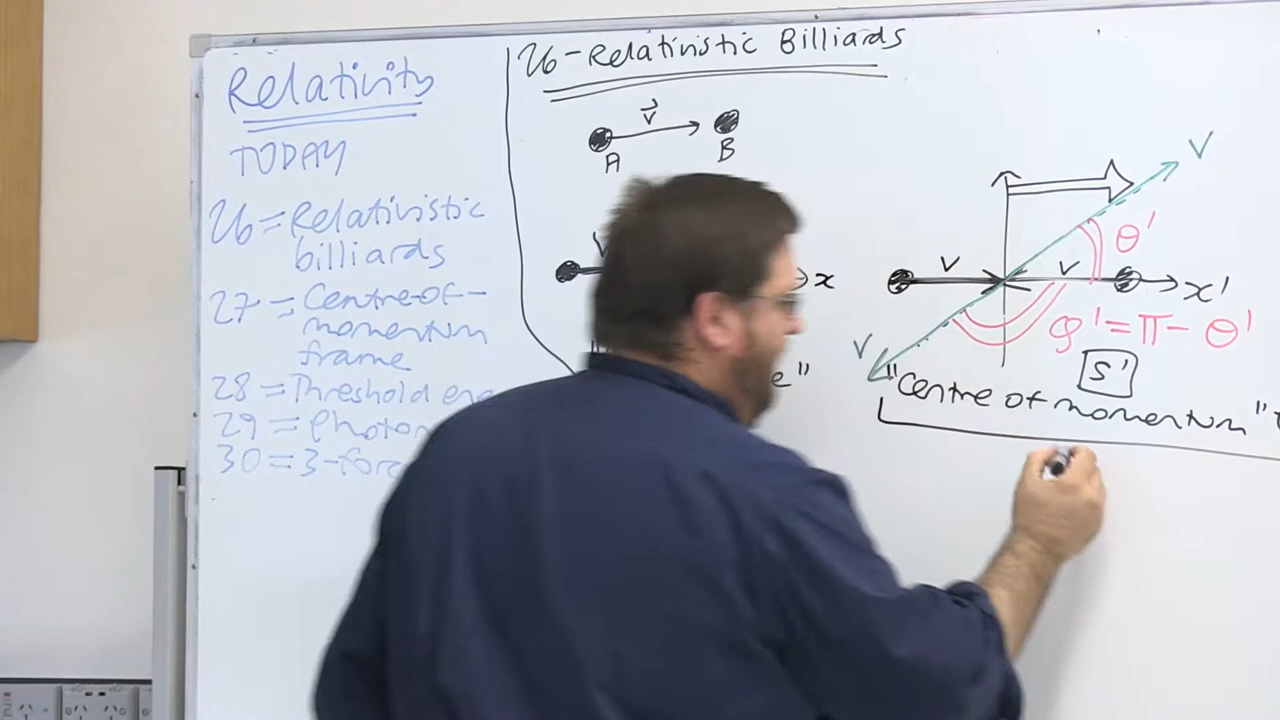 Relativity
TODAY
26 = Relativistic
billiards
27 = Centre-of-
momentum
frame
28 = Threshold
29 =
30 = 3-
26 - Relativistic Billiards
v
A
B
x
"
v
v
v
v
θ'
x'
φ' = π - θ'
S'
"Centre of momentum"